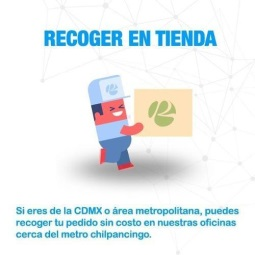 RECOGER EN TIENDA
Si eres de la CDMX o área metropolitana, puedes
recoger tu pedido sin costo en nuestras oficinas
cerca del metro chilpancingo.